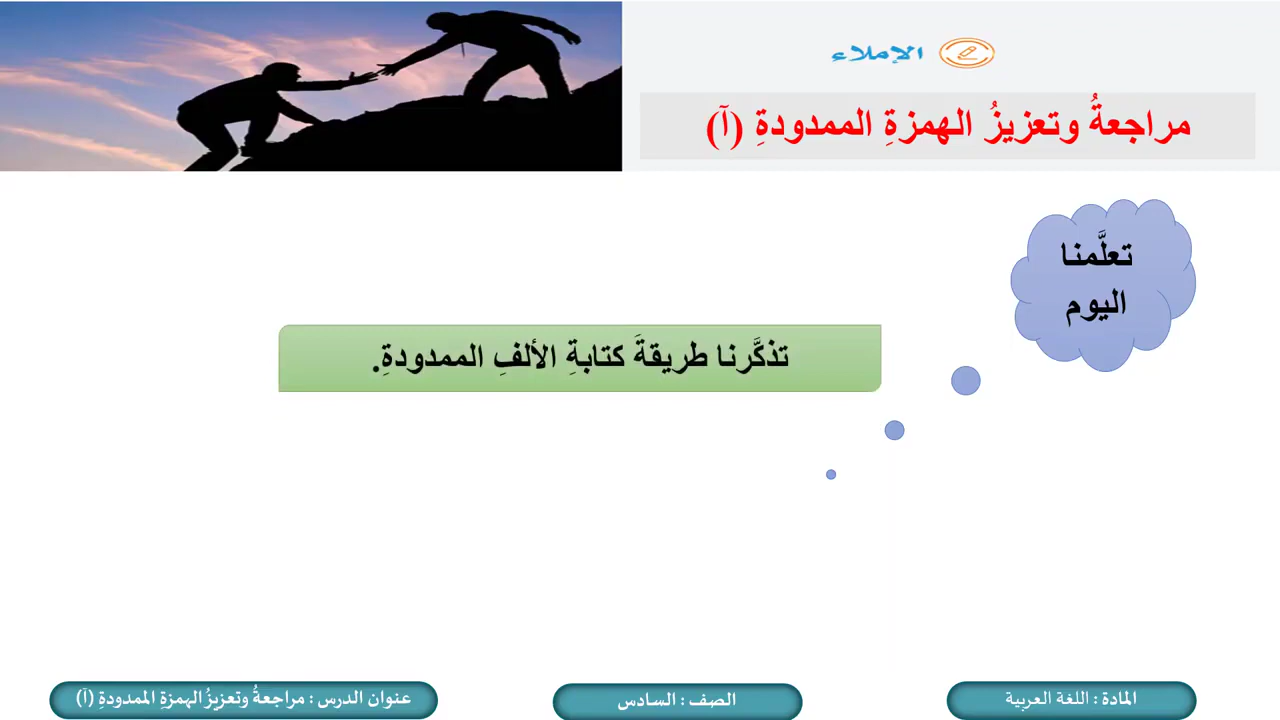 الإملاء
مراجعةُ وتعزيزُ الهمزةِ الممدودةِ (آ)
تعلَّمنا
اليوم
تذكَّرنا طريقةَ كتابةِ الألفِ الممدودةِ.
المادة : اللغة العربية
الصف : السادس
عنوان الدرس : مراجعةُ وتعزيزُ الهمزةِ الممدودةِ (آ)